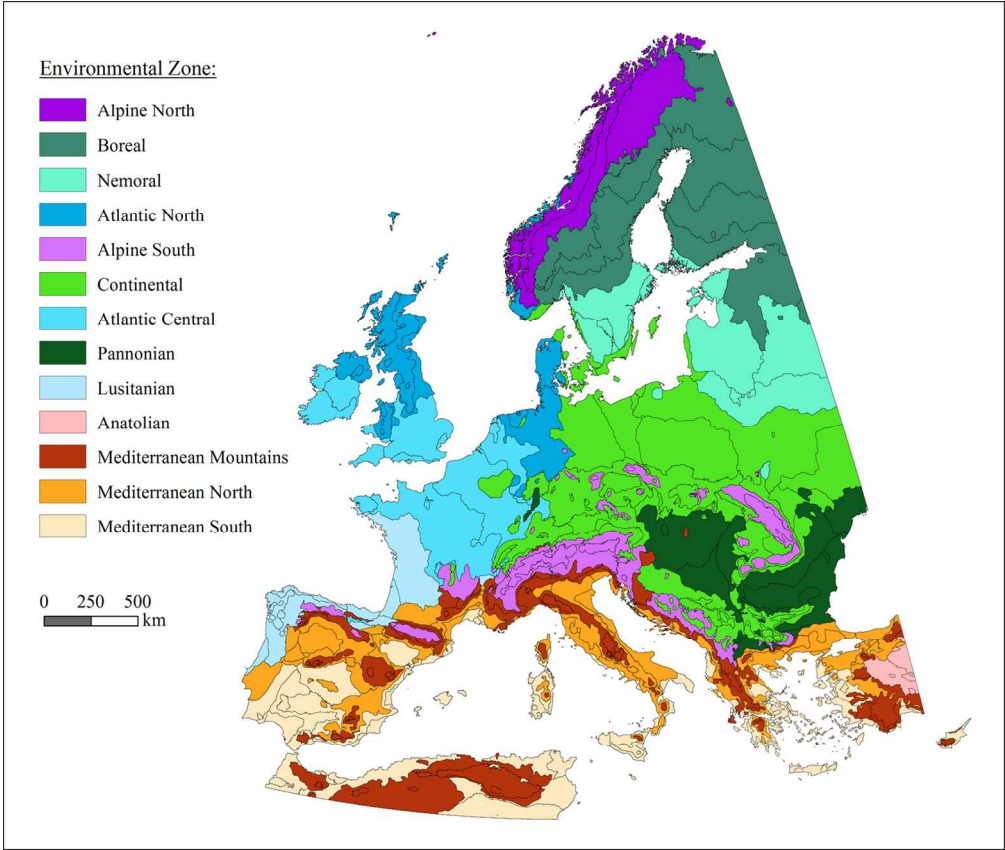 Environmental Zone:
Alpine North
Boreal
Nemoral
Atlantic North
Alpine South
Continental
Atlantic Central
Pannonian
Lusitanian
Anatolian
Mediterranean Mountains
Mediterranean North
Mediterranean South
0 250 500
km